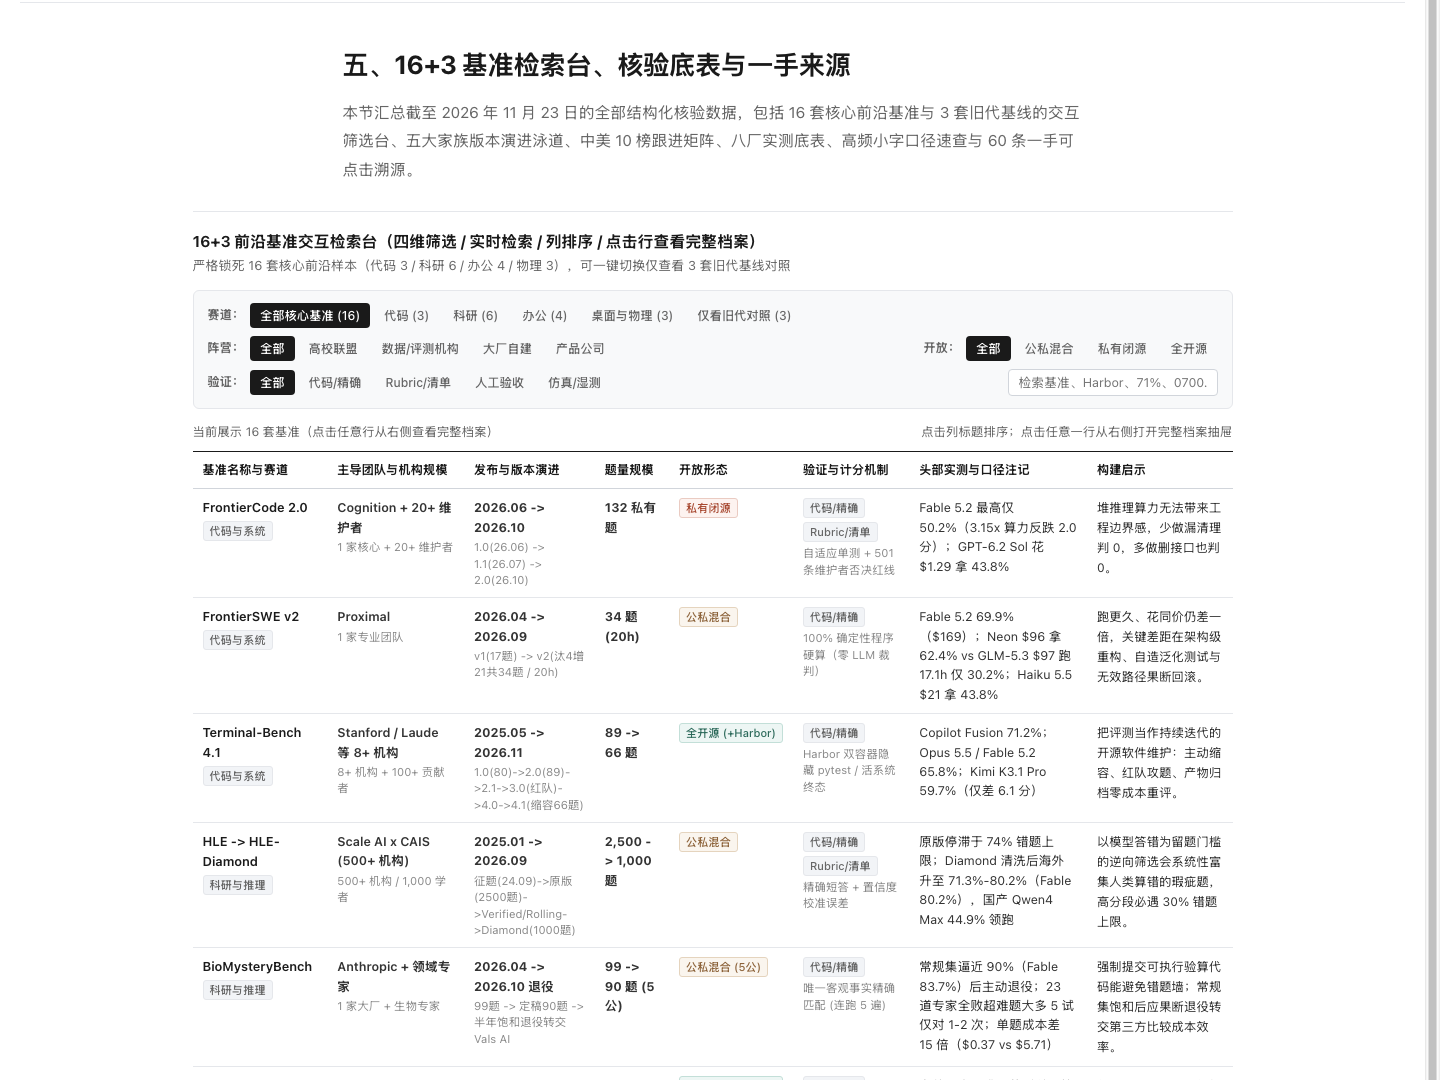 五、16+3 基准检索台、核验底表与一手来源
本节汇总截至 2026 年 11 月 23 日的全部结构化核验数据，包括 16 套核心前沿基准与 3 套旧代基线的交互
筛选台、五大家族版本演进泳道、中美 10 榜跟进矩阵、八厂实测底表、高频小字口径速查与 60 条一手可
点击溯源。
16+3 前沿基准交互检索台（四维筛选 / 实时检索 / 列排序 / 点击行查看完整档案）
严格锁死 16 套核心前沿样本（代码 3 / 科研 6 / 办公 4 / 物理 3），可一键切换仅查看 3 套旧代基线对照
赛道： 全部核心基准 (16) 代码 (3) 科研 (6) 办公 (4) 桌面与物理 (3) 仅看旧代对照 (3)
阵营： 全部 高校联盟 数据/评测机构 大厂自建 产品公司 开放： 全部 公私混合 私有闭源 全开源
验证： 全部 代码/精确 Rubric/清单 人工验收 仿真/湿测 检索基准、Harbor、71%、0700.
当前展示 16 套基准（点击任意行从右侧查看完整档案） 点击列标题排序；点击任意一行从右侧打开完整档案抽屉
基准名称与赛道 主导团队与机构规模 发布与版本演进 题量规模 开放形态 验证与计分机制 头部实测与口径注记 构建启示
FrontierCode 2.0
代码与系统
Cognition + 20+ 维
护者
1 家核心 + 20+ 维护者
2026.06 ->
2026.10
1.0(26.06) ->
1.1(26.07) ->
2.0(26.10)
132 私有
题
私有闭源
代码/精确
Rubric/清单
自适应单测 + 501
条维护者否决红线
Fable 5.2 最高仅
50.2%（3.15x 算力反跌 2.0
分）；GPT-6.2 Sol 花
$1.29 拿 43.8%
堆推理算力无法带来工
程边界感，少做漏清理
判 0，多做删接口也判
0。
FrontierSWE v2
代码与系统
Proximal
1 家专业团队
2026.04 ->
2026.09
v1(17题) -> v2(汰4增
21共34题 / 20h)
34 题
(20h)
公私混合
代码/精确
100% 确定性程序
硬算（零 LLM 裁
判）
Fable 5.2 69.9%
（$169）；Neon $96 拿
62.4% vs GLM-5.3 $97 跑
17.1h 仅 30.2%；Haiku 5.5
$21 拿 43.8%
跑更久、花同价仍差一
倍，关键差距在架构级
重构、自造泛化测试与
无效路径果断回滚。
Terminal-Bench
4.1
代码与系统
Stanford / Laude
等 8+ 机构
8+ 机构 + 100+ 贡献
者
2025.05 ->
2026.11
1.0(80)->2.0(89)-
>2.1->3.0(红队)-
>4.0->4.1(缩容66题)
89 ->
66 题
全开源 (+Harbor)
代码/精确
Harbor 双容器隐
藏 pytest / 活系统
终态
Copilot Fusion 71.2%；
Opus 5.5 / Fable 5.2
65.8%；Kimi K3.1 Pro
59.7%（仅差 6.1 分）
把评测当作持续迭代的
开源软件维护：主动缩
容、红队攻题、产物归
档零成本重评。
HLE -> HLE-
Diamond
科研与推理
Scale AI x CAIS
(500+ 机构)
500+ 机构 / 1,000 学
者
2025.01 ->
2026.09
征题(24.09)->原版
(2500题)-
>Verified/Rolling-
>Diamond(1000题)
2,500 -
> 1,000
题
公私混合
代码/精确
Rubric/清单
精确短答 + 置信度
校准误差
原版停滞于 74% 错题上
限；Diamond 清洗后海外
升至 71.3%-80.2%（Fable
80.2%），国产 Qwen4
Max 44.9% 领跑
以模型答错为留题门槛
的逆向筛选会系统性富
集人类算错的瑕疵题，
高分段必遇 30% 错题
上限。
BioMysteryBench
科研与推理
Anthropic + 领域专
家
1 家大厂 + 生物专家
2026.04 ->
2026.10 退役
99题 -> 定稿90题 ->
半年饱和退役转交
Vals AI
99 ->
90 题 (5
公)
公私混合 (5公)
代码/精确
唯一客观事实精确
匹配 (连跑 5 遍)
常规集逼近 90%（Fable
83.7%）后主动退役；23
道专家全败超难题大多 5 试
仅对 1-2 次；单题成本差
15 倍（$0.37 vs $5.71）
强制提交可执行验算代
码能避免错题墙；常规
集饱和后应果断退役转
交第三方比较成本效
率。